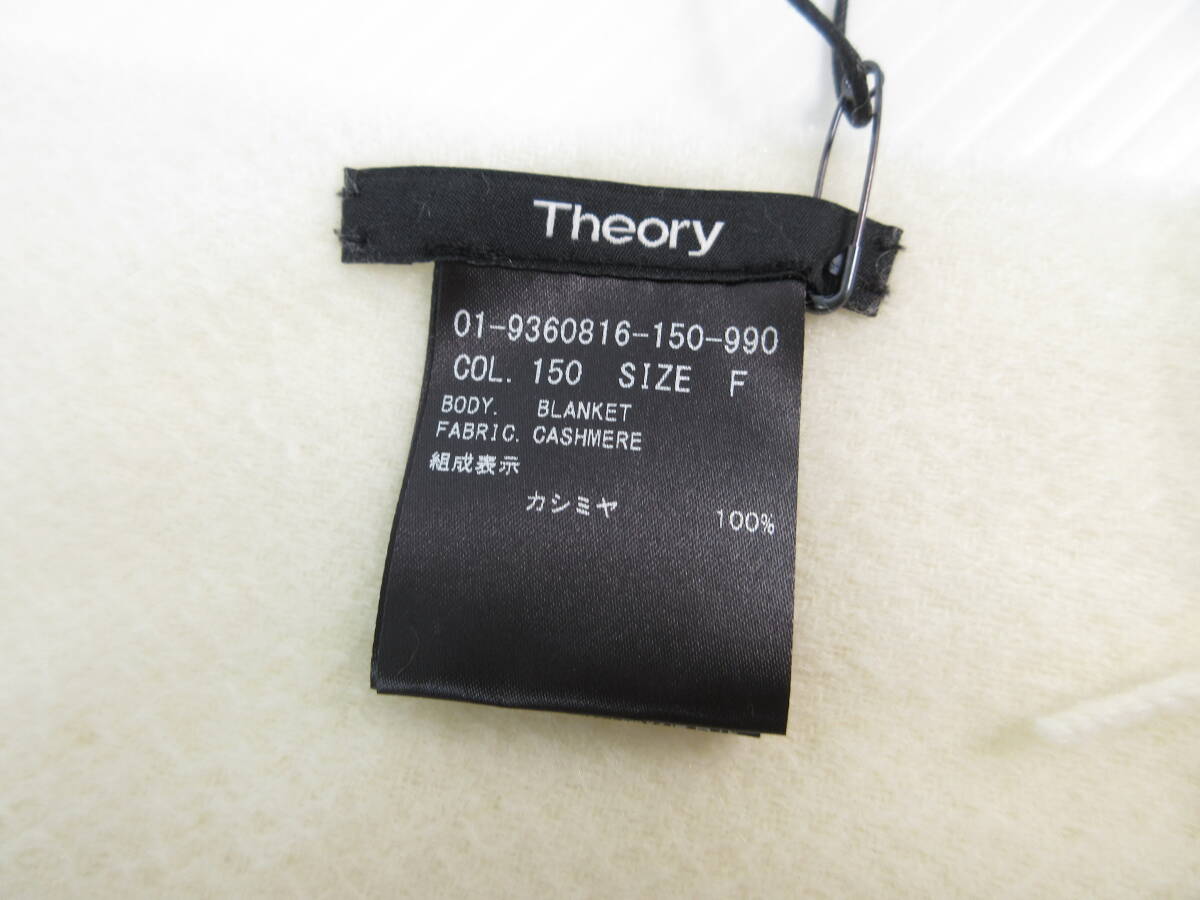 Theory
01-9360816-150-990
COL. 150 SIZE F
BODY. BLANKET
FABRIC. CASHMERE
組成表示
カシミヤ 100%